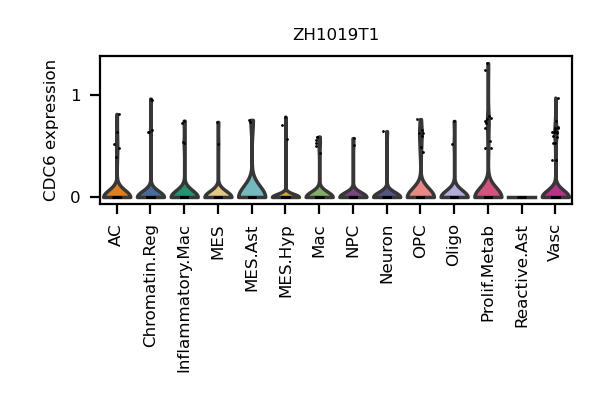 ZH1019T1
CDC6 expression
1
0
AC
Chromatin.Reg
Inflammatory.Mac
MES
MES.Ast
MES.Hyp
Mac
NPC
Neuron
OPC
Oligo
Prolif.Metab
Reactive.Ast
Vasc